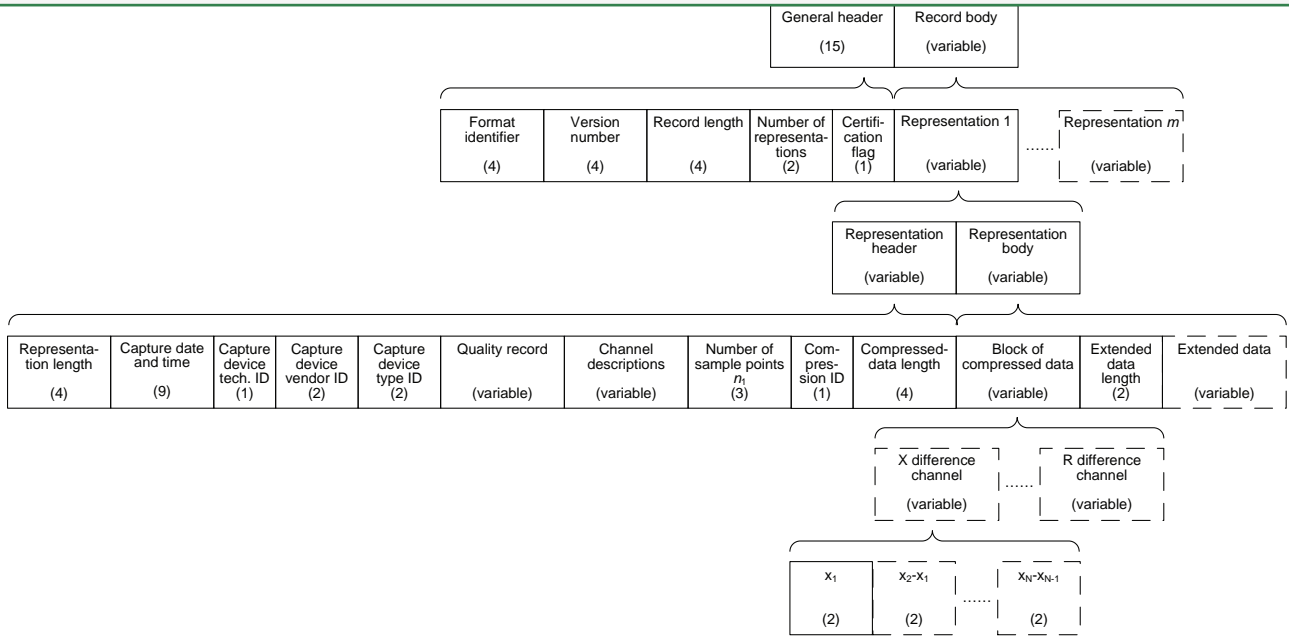 General header
(15)
Record body
(variable)
Format
identifier
(4)
Version
number
(4)
Record length
(4)
Number of
representa-
tions
(2)
Certifi-
cation
flag
(1)
Representation 1
(variable)
......
Representation m
(variable)
Representation
header
(variable)
Representation
body
(variable)
Representa-
tion length
(4)
Capture date
and time
(9)
Capture
device
tech. ID
(1)
Capture
device
vendor ID
(2)
Capture
device
type ID
(2)
Quality record
(variable)
Channel
descriptions
(variable)
Number of
sample points
n₁
(3)
Com-
pres-
sion ID
(1)
Compressed-
data length
(4)
Block of
compressed data
(variable)
Extended
data
length
(2)
Extended data
(variable)
X difference
channel
(variable)
......
R difference
channel
(variable)
x₁
(2)
x₂-x₁
(2)
......
xN-xN-1
(2)